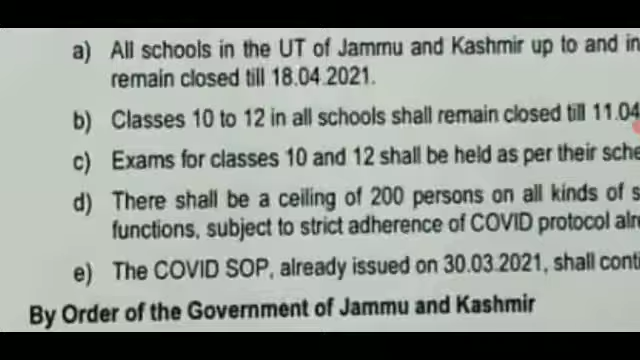 a) All schools in the UT of Jammu and Kashmir up to and in
remain closed till 18.04.2021.
b) Classes 10 to 12 in all schools shall remain closed till 11.04
c) Exams for classes 10 and 12 shall be held as per their sche
d) There shall be a ceiling of 200 persons on all kinds of s
functions, subject to strict adherence of COVID protocol alre
e) The COVID SOP, already issued on 30.03.2021, shall conti
By Order of the Government of Jammu and Kashmir